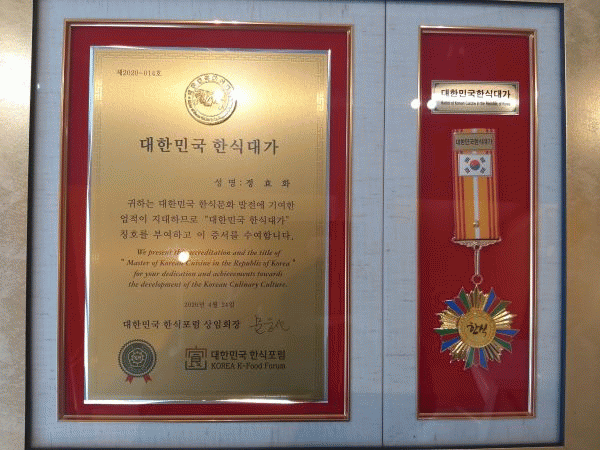 제2020-014호
대한민국 한식대가
성 명 : 정 효 화
귀하는 대한민국 한식문화 발전에 기여한
업적이 지대하므로 "대한민국 한식대가"
칭호를 부여하고 이 증서를 수여합니다.
We present the accreditation and the title of
" Master of Korean Cuisine in the Republic of Korea "
for your dedication and achievements towards
the development of the Korean Culinary Culture.
2020년 4월 24일
대한민국 한식포럼 상임회장
대한민국 한식포럼
KOREA K-Food Forum
대한민국한식대가
Master of Korean Cuisine in the Republic of Korea
대한민국한식대가
한식